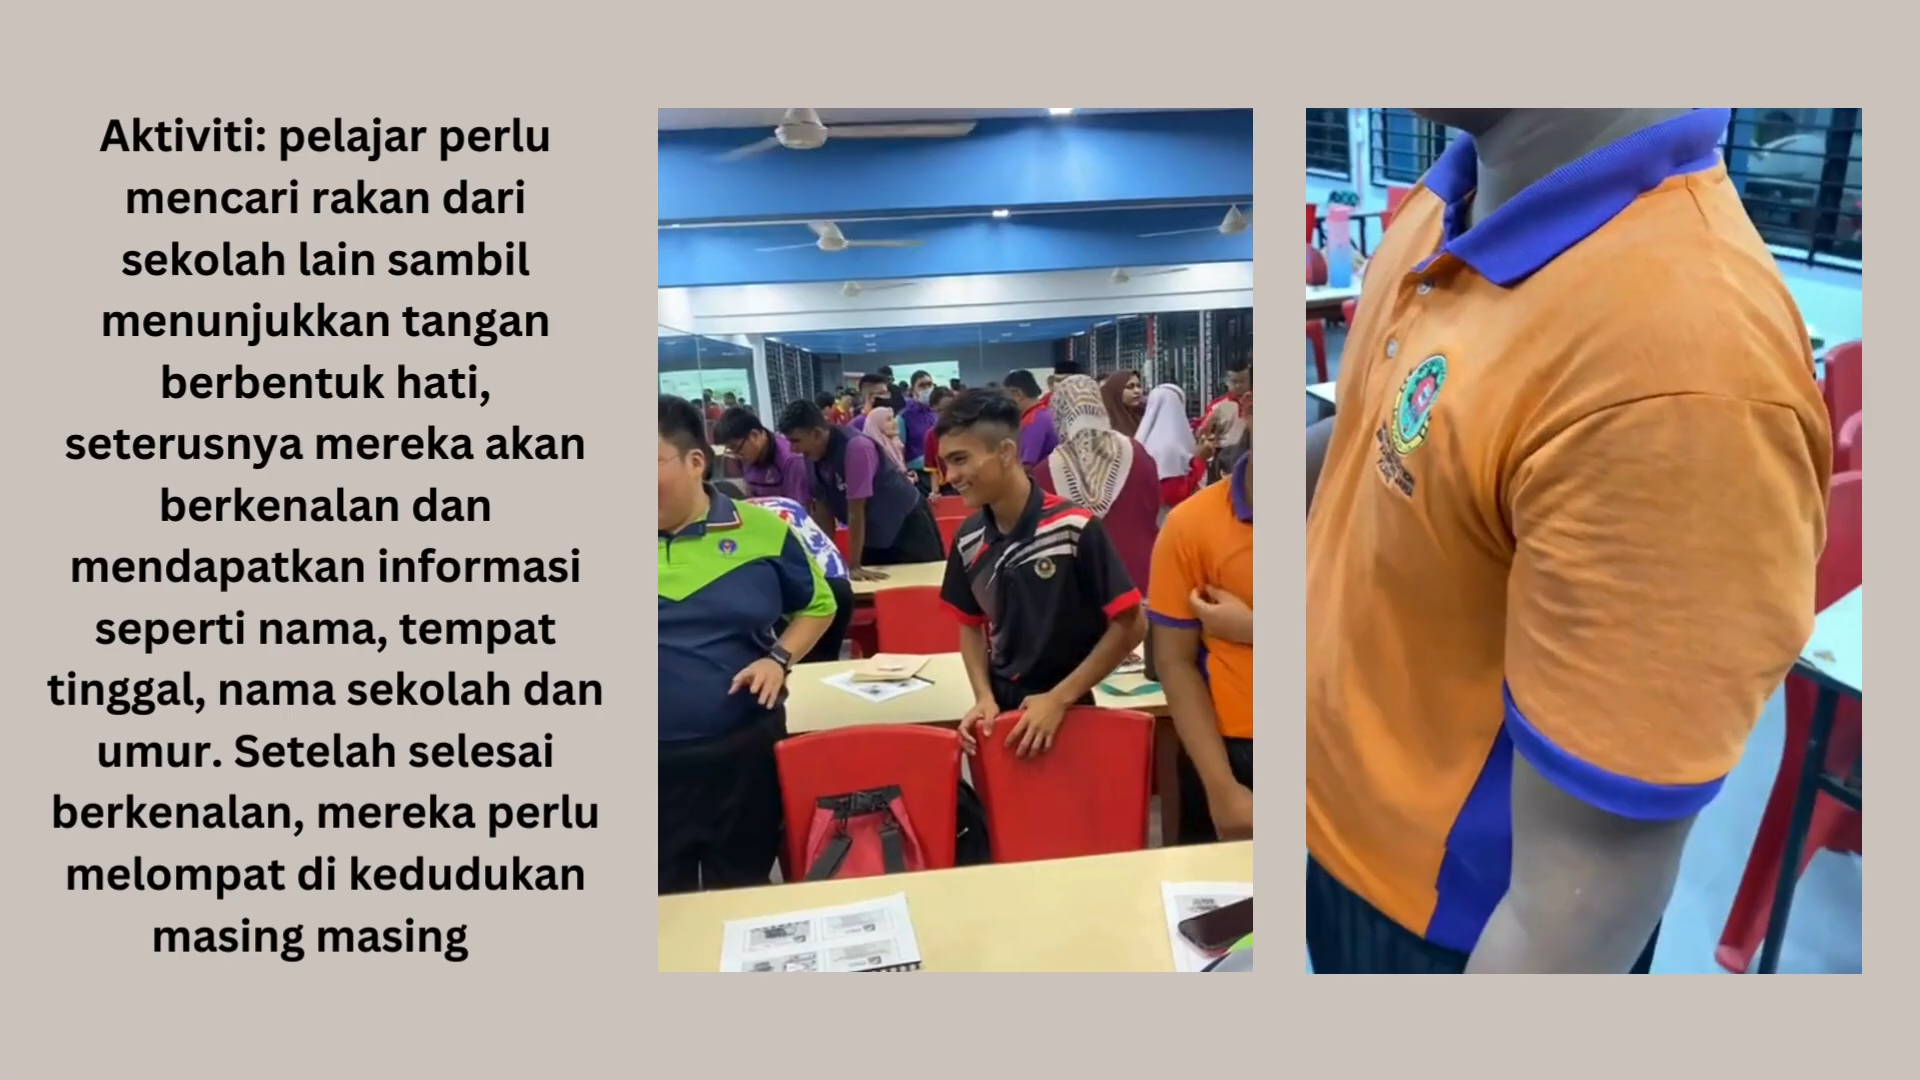 Aktiviti: pelajar perlu
mencari rakan dari
sekolah lain sambil
menunjukkan tangan
berbentuk hati,
seterusnya mereka akan
berkenalan dan
mendapatkan informasi
seperti nama, tempat
tinggal, nama sekolah dan
umur. Setelah selesai
berkenalan, mereka perlu
melompat di kedudukan
masing masing